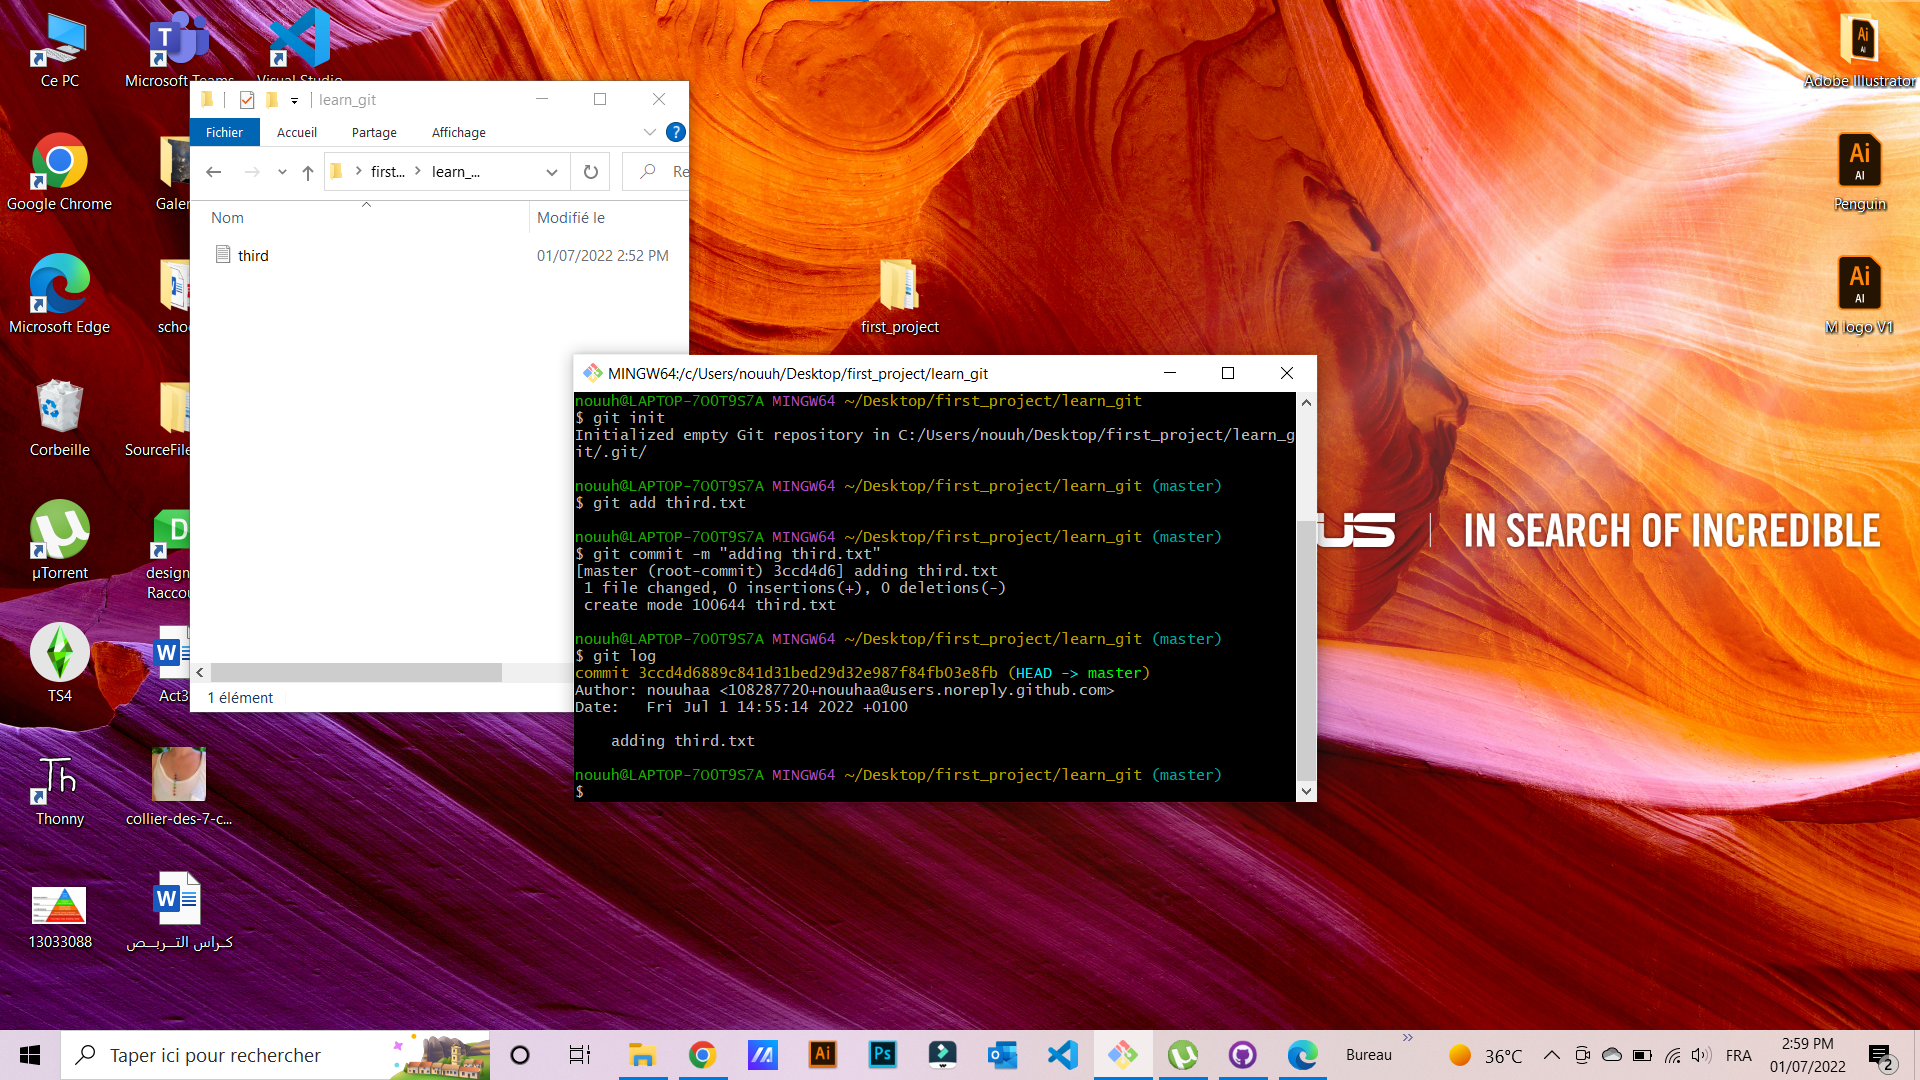 Ce PC
Microsoft Teams
Visual Studio
Google Chrome
Microsoft Edge
Corbeille
SourceFile
µTorrent
design
Raccou
TS4
Act3
Thonny
collier-des-7-c...
13033088
كـراس التـــربـــص
learn_git
Fichier
Accueil
Partage
Affichage
first...
learn_...
Re
Nom
Modifié le
third
01/07/2022 2:52 PM
1 élément
first_project
Adobe Illustrator
Penguin
M logo V1
IN SEARCH OF INCREDIBLE
MINGW64:/c/Users/nouuh/Desktop/first_project/learn_git
nouuh@LAPTOP-7OOT9S7A MINGW64 ~/Desktop/first_project/learn_git
$ git init
Initialized empty Git repository in C:/Users/nouuh/Desktop/first_project/learn_g
it/.git/
nouuh@LAPTOP-7OOT9S7A MINGW64 ~/Desktop/first_project/learn_git (master)
$ git add third.txt
nouuh@LAPTOP-7OOT9S7A MINGW64 ~/Desktop/first_project/learn_git (master)
$ git commit -m "adding third.txt"
[master (root-commit) 3ccd4d6] adding third.txt
1 file changed, 0 insertions(+), 0 deletions(-)
create mode 100644 third.txt
nouuh@LAPTOP-7OOT9S7A MINGW64 ~/Desktop/first_project/learn_git (master)
$ git log
commit 3ccd4d6889c841d31bed29d32e987f84fb03e8fb (HEAD -> master)
Author: nouuhaa <108287720+nouuhaa@users.noreply.github.com>
Date:   Fri Jul 1 14:55:14 2022 +0100
adding third.txt
nouuh@LAPTOP-7OOT9S7A MINGW64 ~/Desktop/first_project/learn_git (master)
$
Taper ici pour rechercher
Bureau
36°C
FRA
2:59 PM
01/07/2022
2